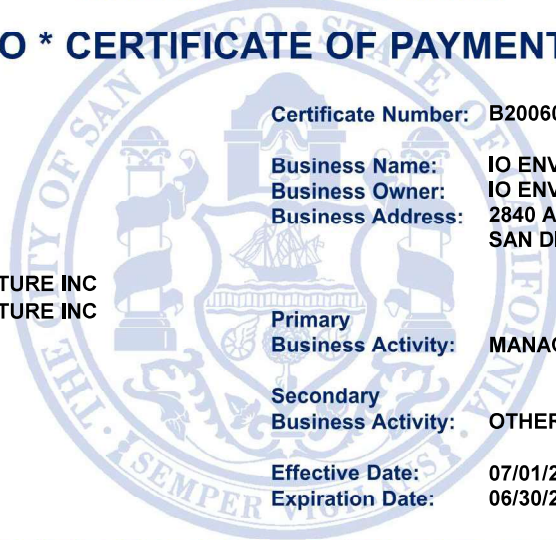 O * CERTIFICATE OF PAYMENT
Certificate Number: B20060
Business Name: IO ENV
Business Owner: IO ENV
Business Address: 2840 A
SAN DI
TURE INC
TURE INC
Primary
Business Activity: MANAG
Secondary
Business Activity: OTHER
Effective Date: 07/01/2
Expiration Date: 06/30/2
THE CITY OF SAN DIEGO • STATE OF CALIFORNIA
SEMPER VIGILANS